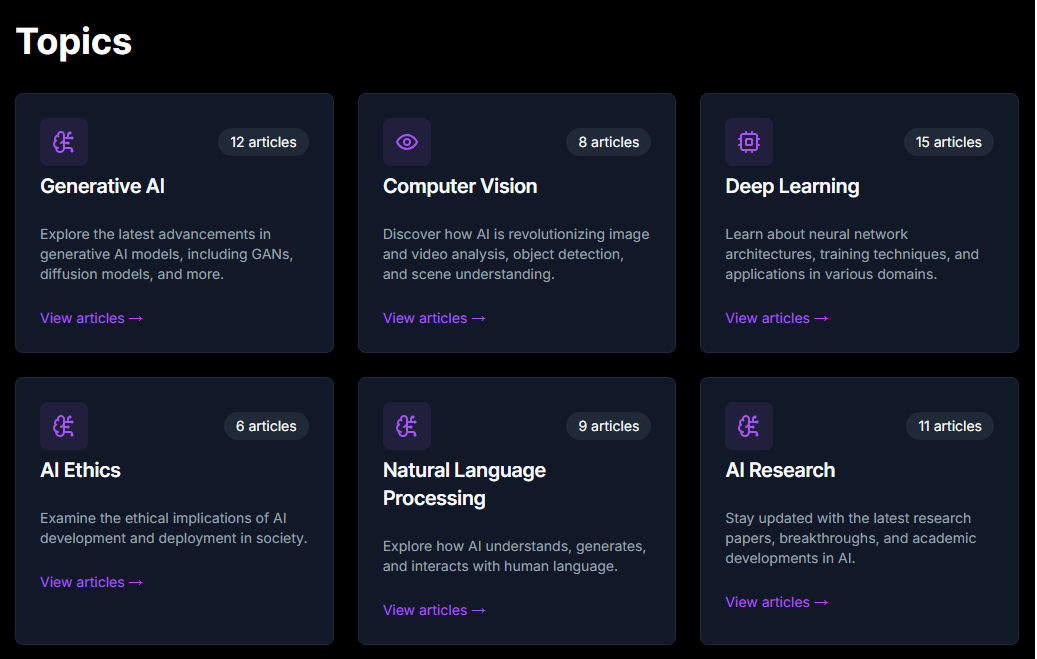 Topics
12 articles
Generative AI
Explore the latest advancements in
generative AI models, including GANs,
diffusion models, and more.
View articles →
8 articles
Computer Vision
Discover how AI is revolutionizing image
and video analysis, object detection,
and scene understanding.
View articles →
15 articles
Deep Learning
Learn about neural network
architectures, training techniques, and
applications in various domains.
View articles →
6 articles
AI Ethics
Examine the ethical implications of AI
development and deployment in society.
View articles →
9 articles
Natural Language
Processing
Explore how AI understands, generates,
and interacts with human language.
View articles →
11 articles
AI Research
Stay updated with the latest research
papers, breakthroughs, and academic
developments in AI.
View articles →